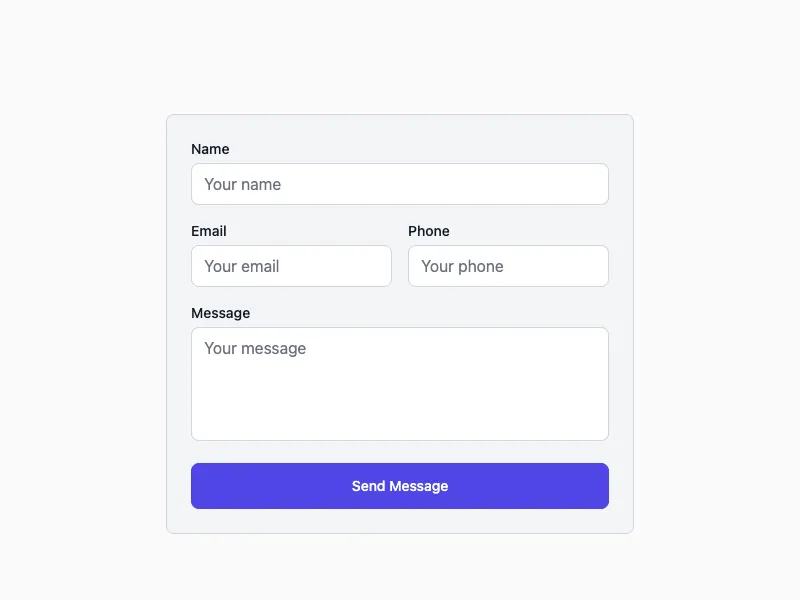 Name
Your name
Email
Phone
Your email
Your phone
Message
Your message
Send Message